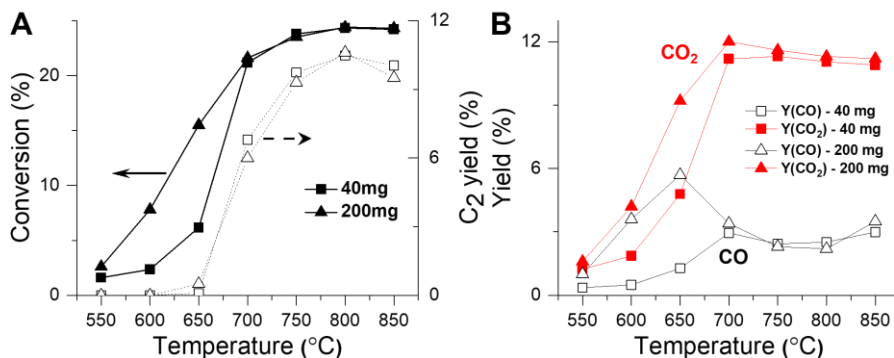 A
Conversion (%)
20
10
0
12
6
0
C₂ yield (%)
40mg
200mg
550 600 650 700 750 800 850
Temperature (°C)
B
Yield (%)
12
6
0
CO₂
Y(CO) - 40 mg
Y(CO₂) - 40 mg
Y(CO) - 200 mg
Y(CO₂) - 200 mg
CO
550 600 650 700 750 800 850
Temperature (°C)